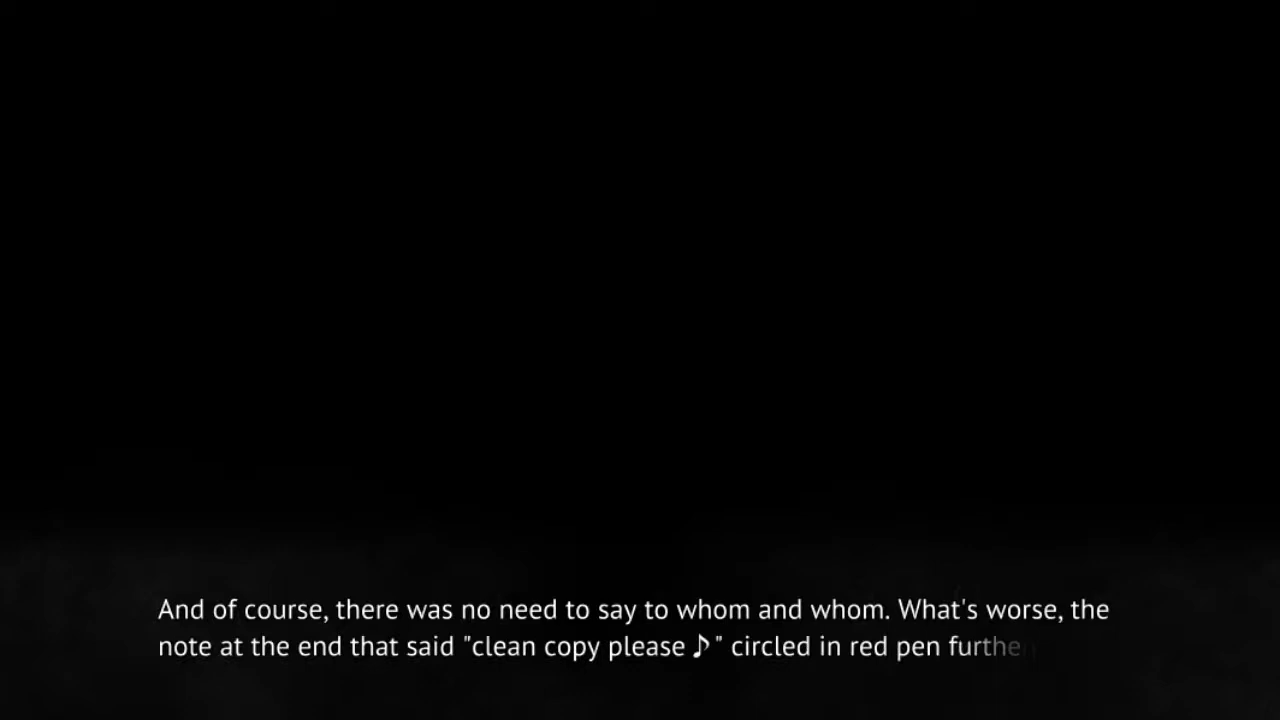 And of course, there was no need to say to whom and whom. What's worse, the
note at the end that said "clean copy please ♪" circled in red pen furthe